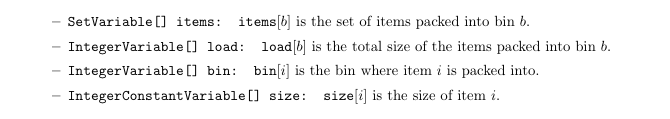 – SetVariable[] items: items[b] is the set of items packed into bin b.
– IntegerVariable[] load: load[b] is the total size of the items packed into bin b.
– IntegerVariable[] bin: bin[i] is the bin where item i is packed into.
– IntegerConstantVariable[] size: size[i] is the size of item i.